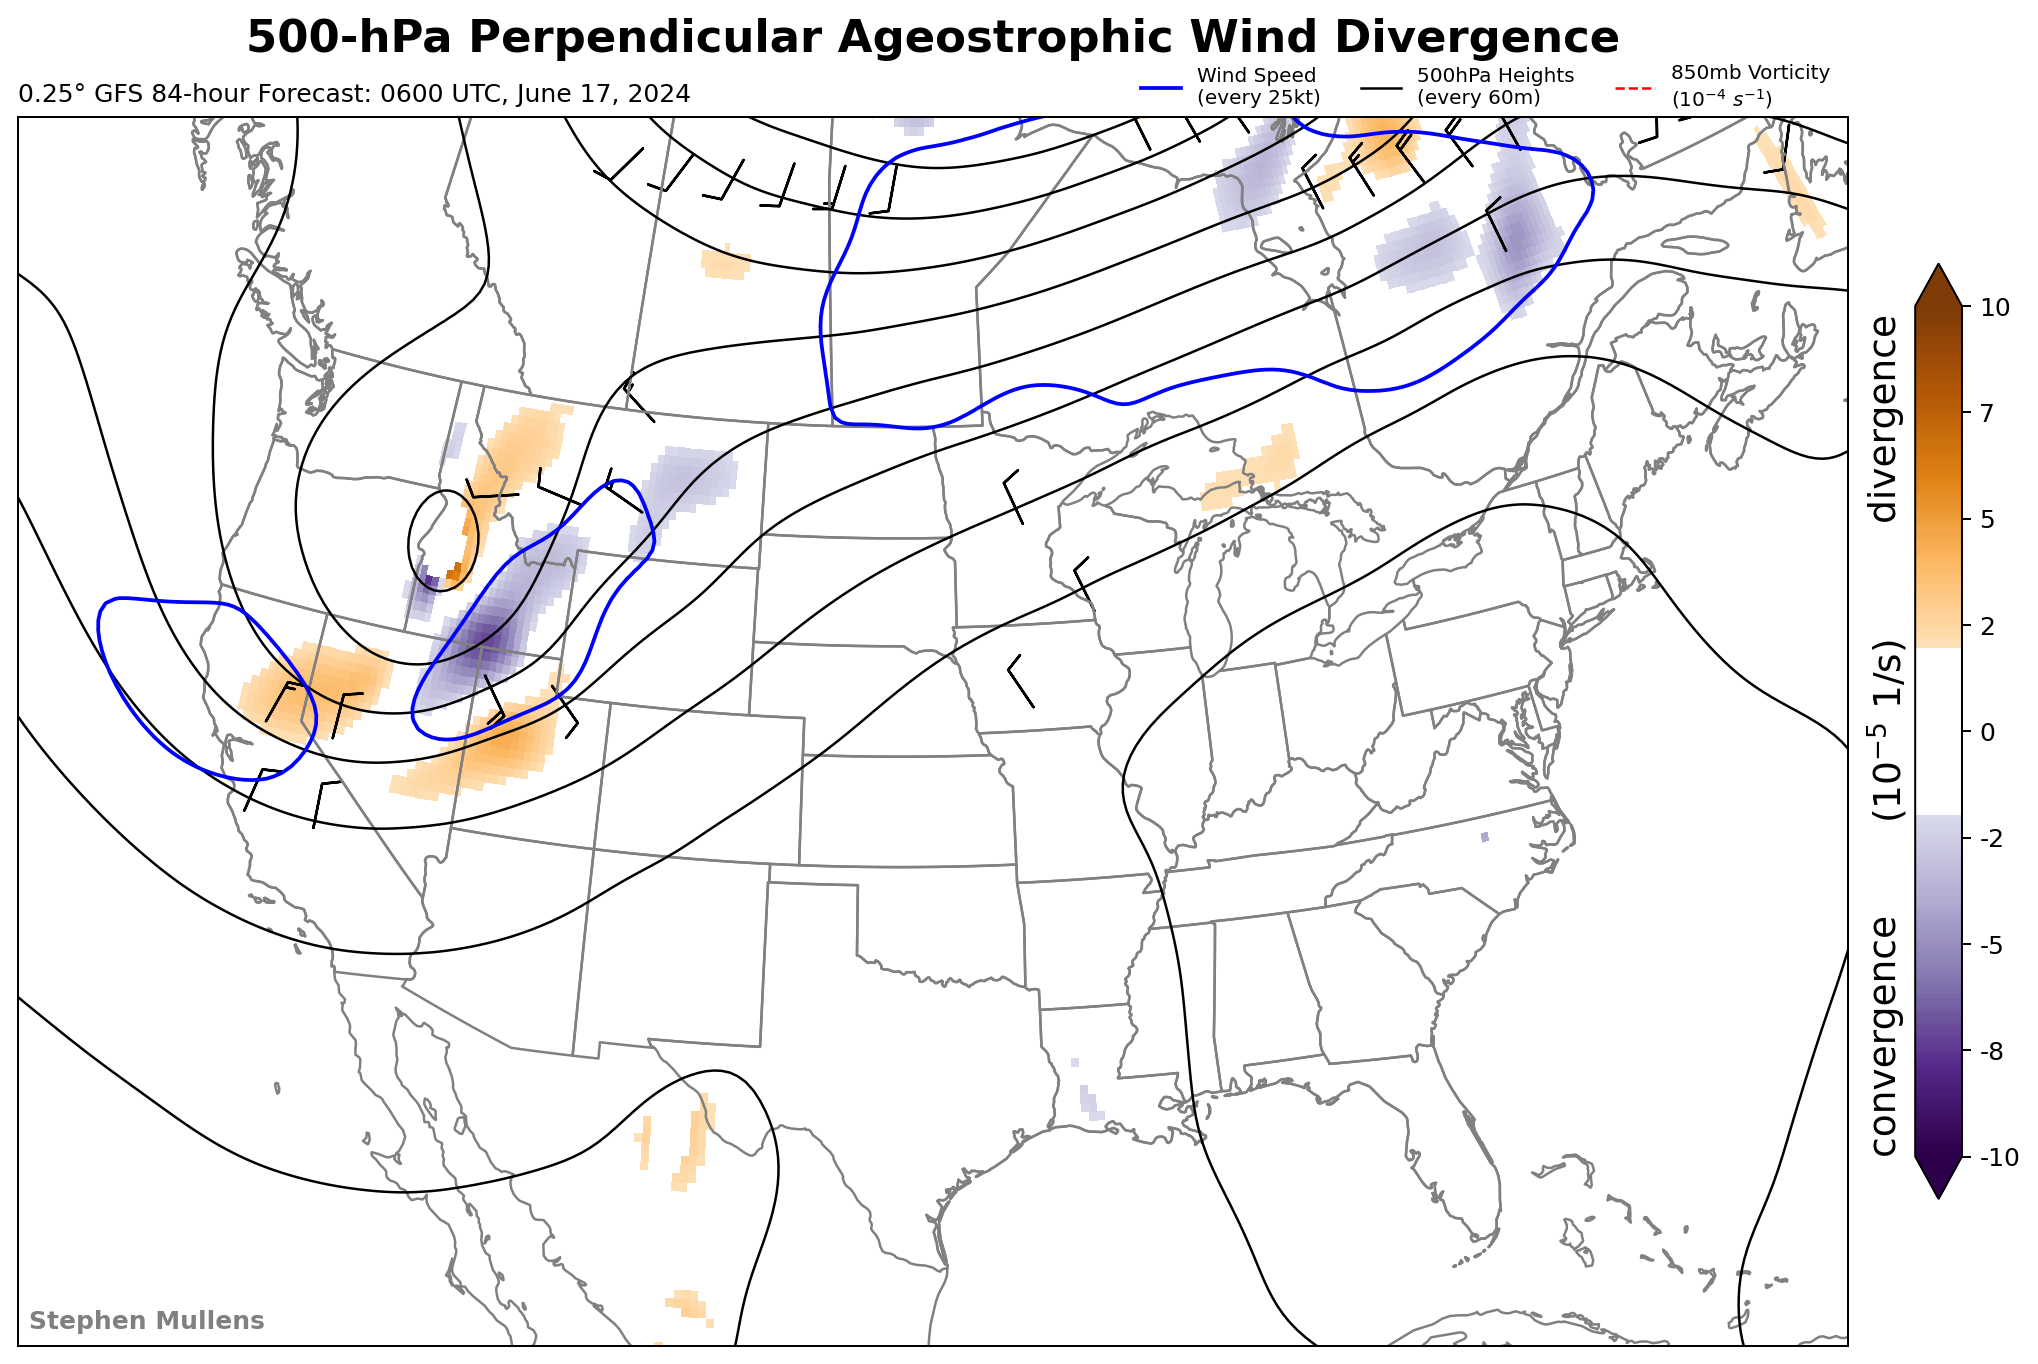 500-hPa Perpendicular Ageostrophic Wind Divergence
0.25° GFS 84-hour Forecast: 0600 UTC, June 17, 2024
Wind Speed
(every 25kt)
500hPa Heights
(every 60m)
850mb Vorticity
(10⁻⁴ s⁻¹)
10
7
5
2
0
-2
-5
-8
-10
convergence (10⁻⁵ 1/s) divergence
Stephen Mullens